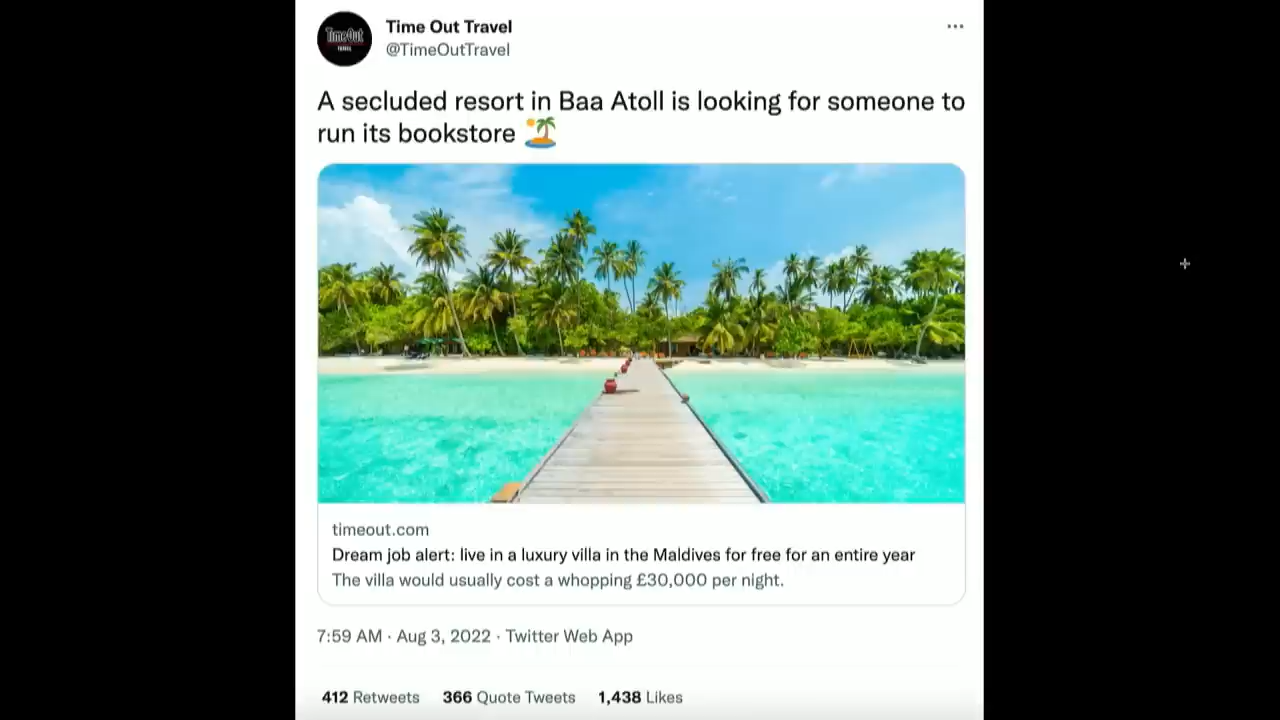 Time Out Travel
@TimeOutTravel
A secluded resort in Baa Atoll is looking for someone to
run its bookstore 🏝️
timeout.com
Dream job alert: live in a luxury villa in the Maldives for free for an entire year
The villa would usually cost a whopping £30,000 per night.
7:59 AM · Aug 3, 2022 · Twitter Web App
412 Retweets 366 Quote Tweets 1,438 Likes